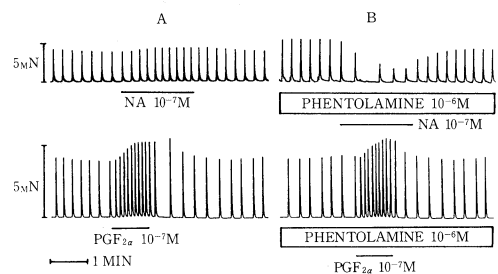 A
B
5MN
NA 10⁻⁷M
PHENTOLAMINE 10⁻⁶M
NA 10⁻⁷M
5MN
PGF₂α 10⁻⁷M
PHENTOLAMINE 10⁻⁶M
1 MIN
PGF₂α 10⁻⁷M